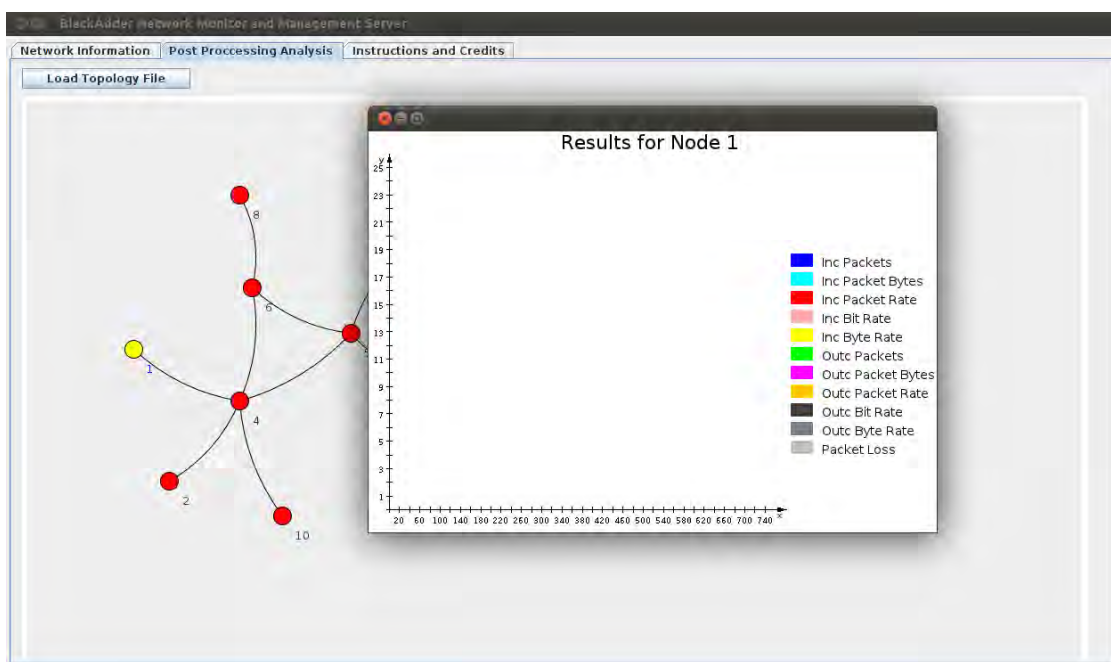 BlackAdder Network Monitor and Management Server
Network Information
Post Proccessing Analysis
Instructions and Credits
Load Topology File
Results for Node 1
y
25
23
21
19
17
15
13
11
9
7
5
3
1
20 60 100 140 180 220 260 300 340 380 420 460 500 540 580 620 660 700 740
x
Inc Packets
Inc Packet Bytes
Inc Packet Rate
Inc Bit Rate
Inc Byte Rate
Outc Packets
Outc Packet Bytes
Outc Packet Rate
Outc Bit Rate
Outc Byte Rate
Packet Loss
8
6
1
4
2
10